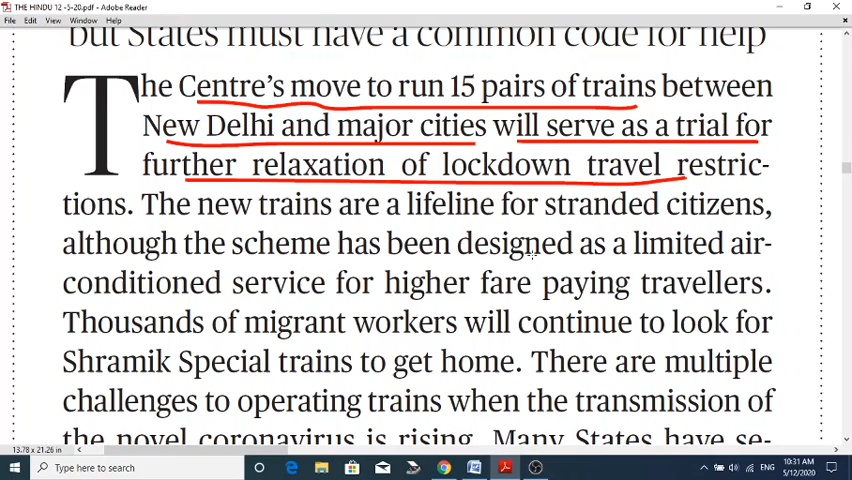 THE HINDU 12 -5-20.pdf - Adobe Reader
File Edit View Window Help
but States must have a common code for help
The Centre's move to run 15 pairs of trains between
New Delhi and major cities will serve as a trial for
further relaxation of lockdown travel restric-
tions. The new trains are a lifeline for stranded citizens,
although the scheme has been designed as a limited air-
conditioned service for higher fare paying travellers.
Thousands of migrant workers will continue to look for
Shramik Special trains to get home. There are multiple
challenges to operating trains when the transmission of
the novel coronavirus is rising. Many States have se-
13.78 x 21.26 in
Type here to search
ENG
10:31 AM
5/12/2020